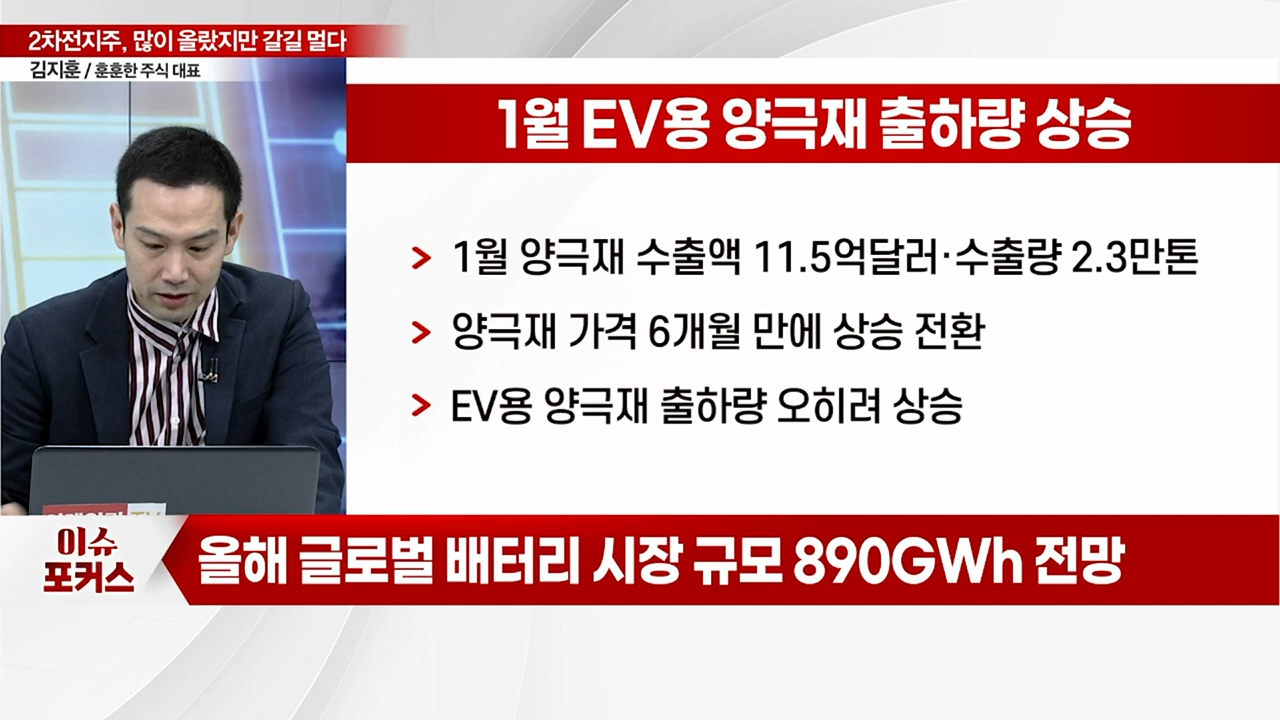 2차전지주, 많이 올랐지만 갈길 멀다
김지훈 / 훈훈한 주식 대표
1월 EV용 양극재 출하량 상승
> 1월 양극재 수출액 11.5억달러·수출량 2.3만톤
> 양극재 가격 6개월 만에 상승 전환
> EV용 양극재 출하량 오히려 상승
이슈
포커스
올해 글로벌 배터리 시장 규모 890GWh 전망